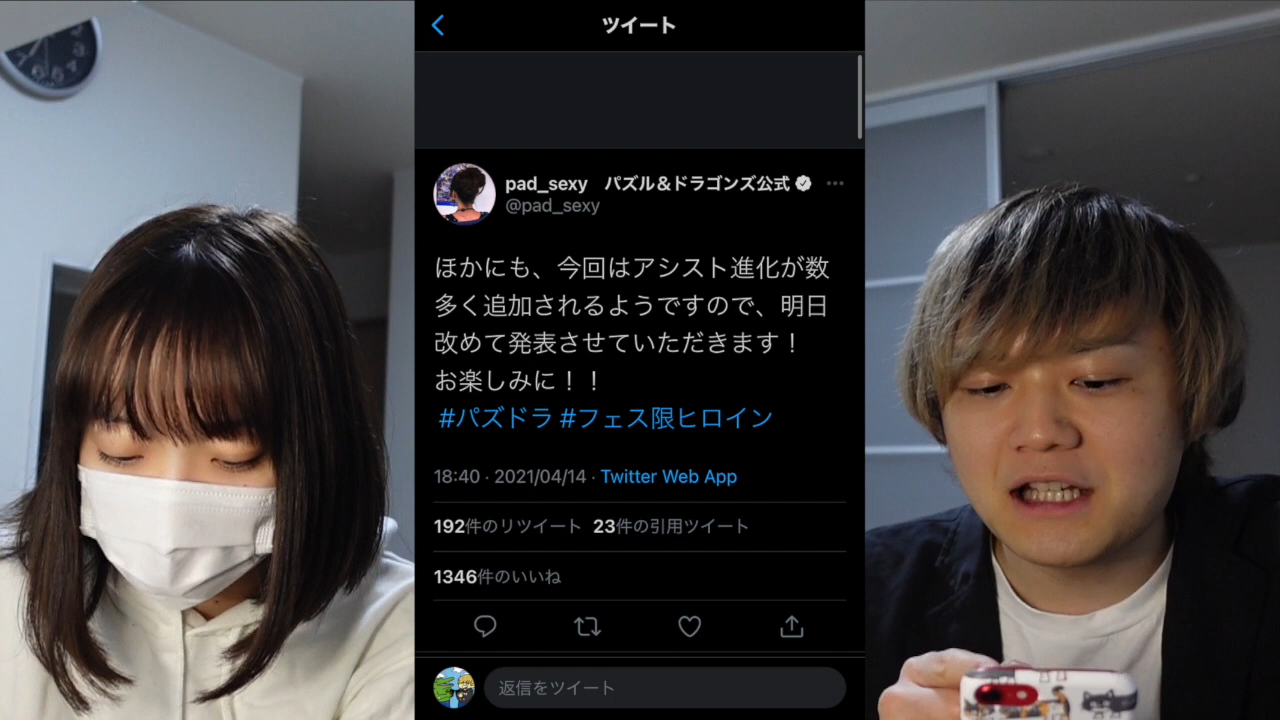 ツイート
pad_sexy パズル＆ドラゴンズ公式
@pad_sexy
ほかにも、今回はアシスト進化が数
多く追加されるようですので、明日
改めて発表させていただきます！
お楽しみに！！
#パズドラ #フェス限ヒロイン
18:40 · 2021/04/14 · Twitter Web App
192件のリツイート 23件の引用ツイート
1346件のいいね
返信をツイート